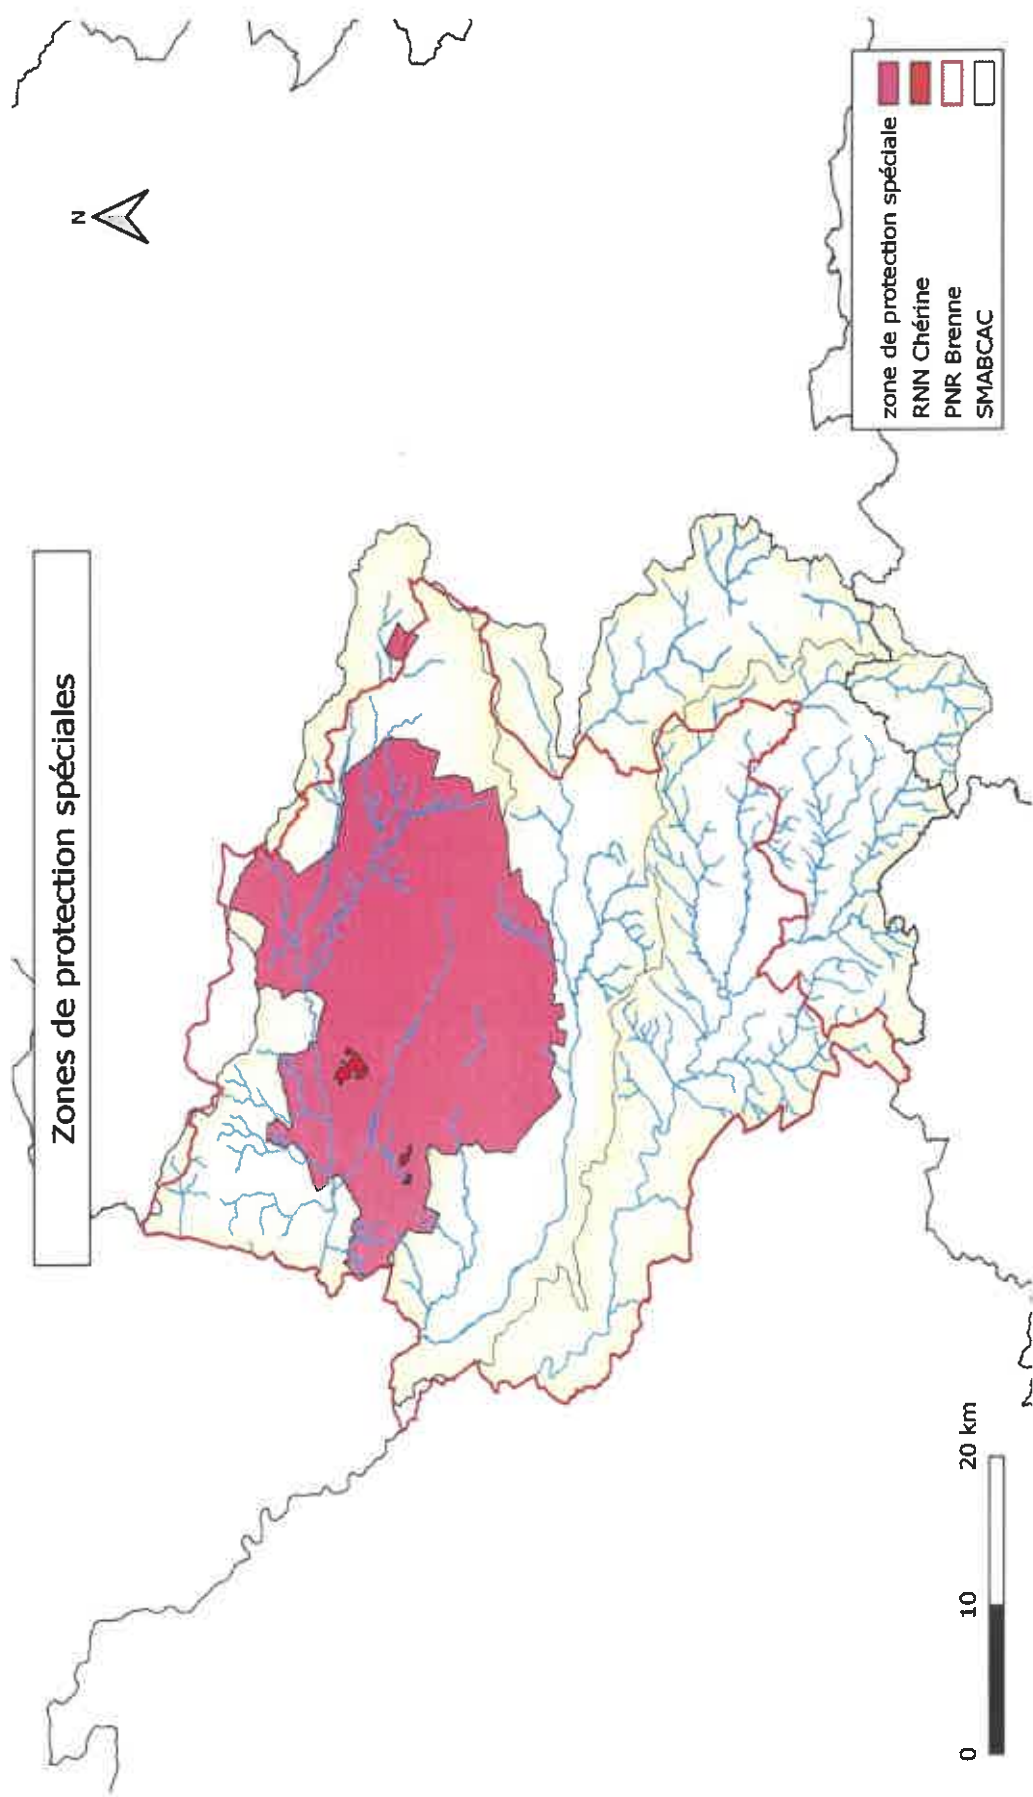 Zones de protection spéciales
N
zone de protection spéciale
RNN Chérine
PNR Brenne
SMABCAC
0 10 20 km